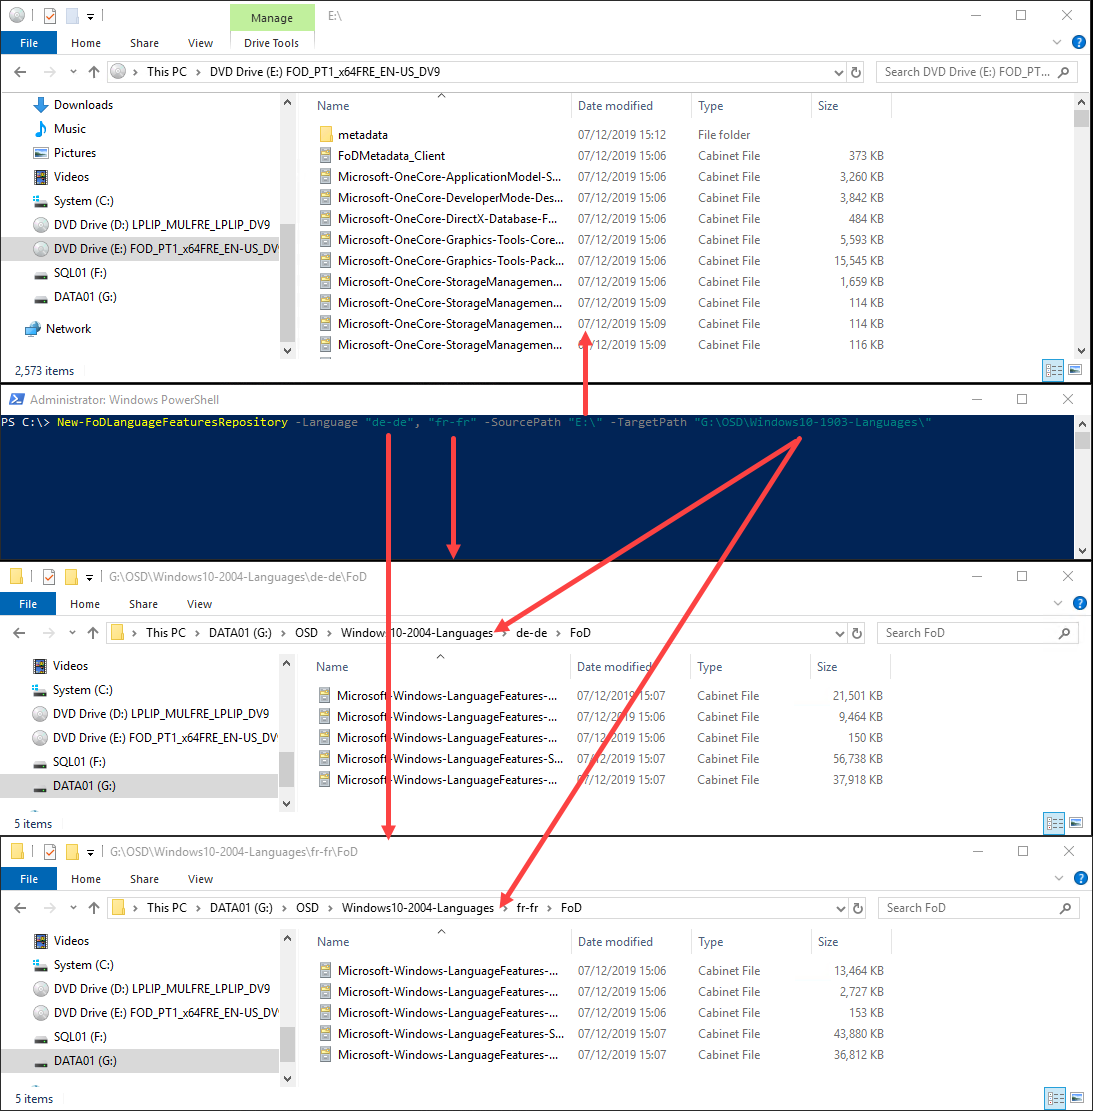 Manage E:\
File Home Share View Drive Tools
This PC › DVD Drive (E:) FOD_PT1_x64FRE_EN-US_DV9 Search DVD Drive (E:) FOD_PT...
Downloads
Music
Pictures
Videos
System (C:)
DVD Drive (D:) LPLIP_MULFRE_LPLIP_DV9
DVD Drive (E:) FOD_PT1_x64FRE_EN-US_DV9
SQL01 (F:)
DATA01 (G:)
Network
Name Date modified Type Size
metadata 07/12/2019 15:12 File folder
FoDMetadata_Client 07/12/2019 15:06 Cabinet File 373 KB
Microsoft-OneCore-ApplicationModel-S... 07/12/2019 15:06 Cabinet File 3,260 KB
Microsoft-OneCore-DeveloperMode-Des... 07/12/2019 15:06 Cabinet File 3,842 KB
Microsoft-OneCore-DirectX-Database-F... 07/12/2019 15:06 Cabinet File 484 KB
Microsoft-OneCore-Graphics-Tools-Core... 07/12/2019 15:06 Cabinet File 5,593 KB
Microsoft-OneCore-Graphics-Tools-Pack... 07/12/2019 15:06 Cabinet File 15,545 KB
Microsoft-OneCore-StorageManagemen... 07/12/2019 15:06 Cabinet File 1,659 KB
Microsoft-OneCore-StorageManagemen... 07/12/2019 15:09 Cabinet File 114 KB
Microsoft-OneCore-StorageManagemen... 07/12/2019 15:09 Cabinet File 114 KB
Microsoft-OneCore-StorageManagemen... 07/12/2019 15:09 Cabinet File 116 KB
2,573 items
Administrator: Windows PowerShell
PS C:\> New-FoDLanguageFeaturesRepository -Language "de-de", "fr-fr" -SourcePath "E:\" -TargetPath "G:\OSD\Windows10-1903-Languages\"
G:\OSD\Windows10-2004-Languages\de-de\FoD
File Home Share View
This PC › DATA01 (G:) › OSD › Windows10-2004-Languages › de-de › FoD Search FoD
Videos
System (C:)
DVD Drive (D:) LPLIP_MULFRE_LPLIP_DV9
DVD Drive (E:) FOD_PT1_x64FRE_EN-US_DV9
SQL01 (F:)
DATA01 (G:)
Name Date modified Type Size
Microsoft-Windows-LanguageFeatures-... 07/12/2019 15:07 Cabinet File 21,501 KB
Microsoft-Windows-LanguageFeatures-... 07/12/2019 15:06 Cabinet File 9,464 KB
Microsoft-Windows-LanguageFeatures-... 07/12/2019 15:06 Cabinet File 150 KB
Microsoft-Windows-LanguageFeatures-S... 07/12/2019 15:07 Cabinet File 56,738 KB
Microsoft-Windows-LanguageFeatures-... 07/12/2019 15:07 Cabinet File 37,918 KB
5 items
G:\OSD\Windows10-2004-Languages\fr-fr\FoD
File Home Share View
This PC › DATA01 (G:) › OSD › Windows10-2004-Languages › fr-fr › FoD Search FoD
Videos
System (C:)
DVD Drive (D:) LPLIP_MULFRE_LPLIP_DV9
DVD Drive (E:) FOD_PT1_x64FRE_EN-US_DV9
SQL01 (F:)
DATA01 (G:)
Name Date modified Type Size
Microsoft-Windows-LanguageFeatures-... 07/12/2019 15:06 Cabinet File 13,464 KB
Microsoft-Windows-LanguageFeatures-... 07/12/2019 15:06 Cabinet File 2,727 KB
Microsoft-Windows-LanguageFeatures-... 07/12/2019 15:06 Cabinet File 153 KB
Microsoft-Windows-LanguageFeatures-S... 07/12/2019 15:07 Cabinet File 43,880 KB
Microsoft-Windows-LanguageFeatures-... 07/12/2019 15:07 Cabinet File 36,812 KB
5 items